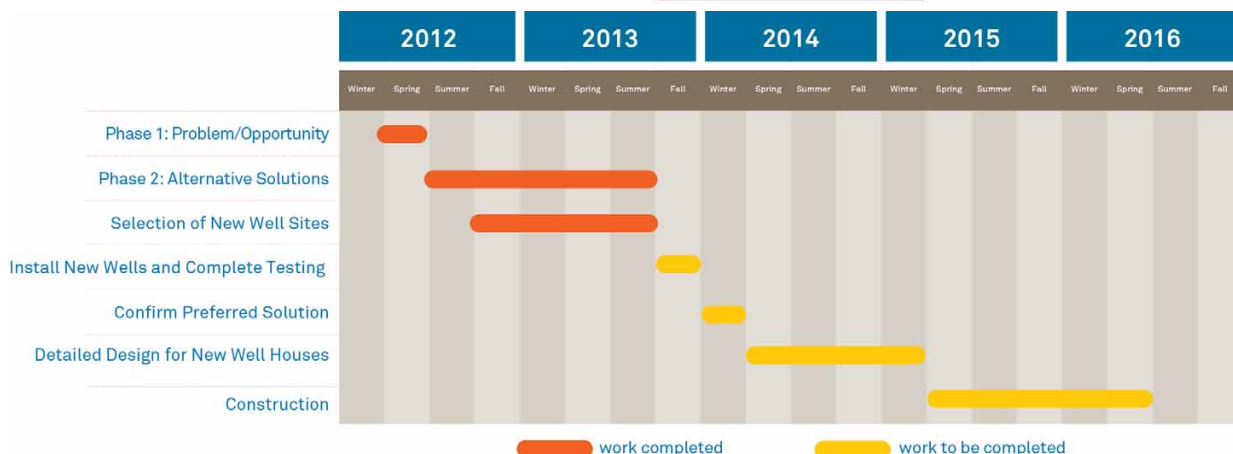 2012 2013 2014 2015 2016
Winter Spring Summer Fall Winter Spring Summer Fall Winter Spring Summer Fall Winter Spring Summer Fall Winter Spring Summer Fall
Phase 1: Problem/Opportunity
Phase 2: Alternative Solutions
Selection of New Well Sites
Install New Wells and Complete Testing
Confirm Preferred Solution
Detailed Design for New Well Houses
Construction
work completed work to be completed